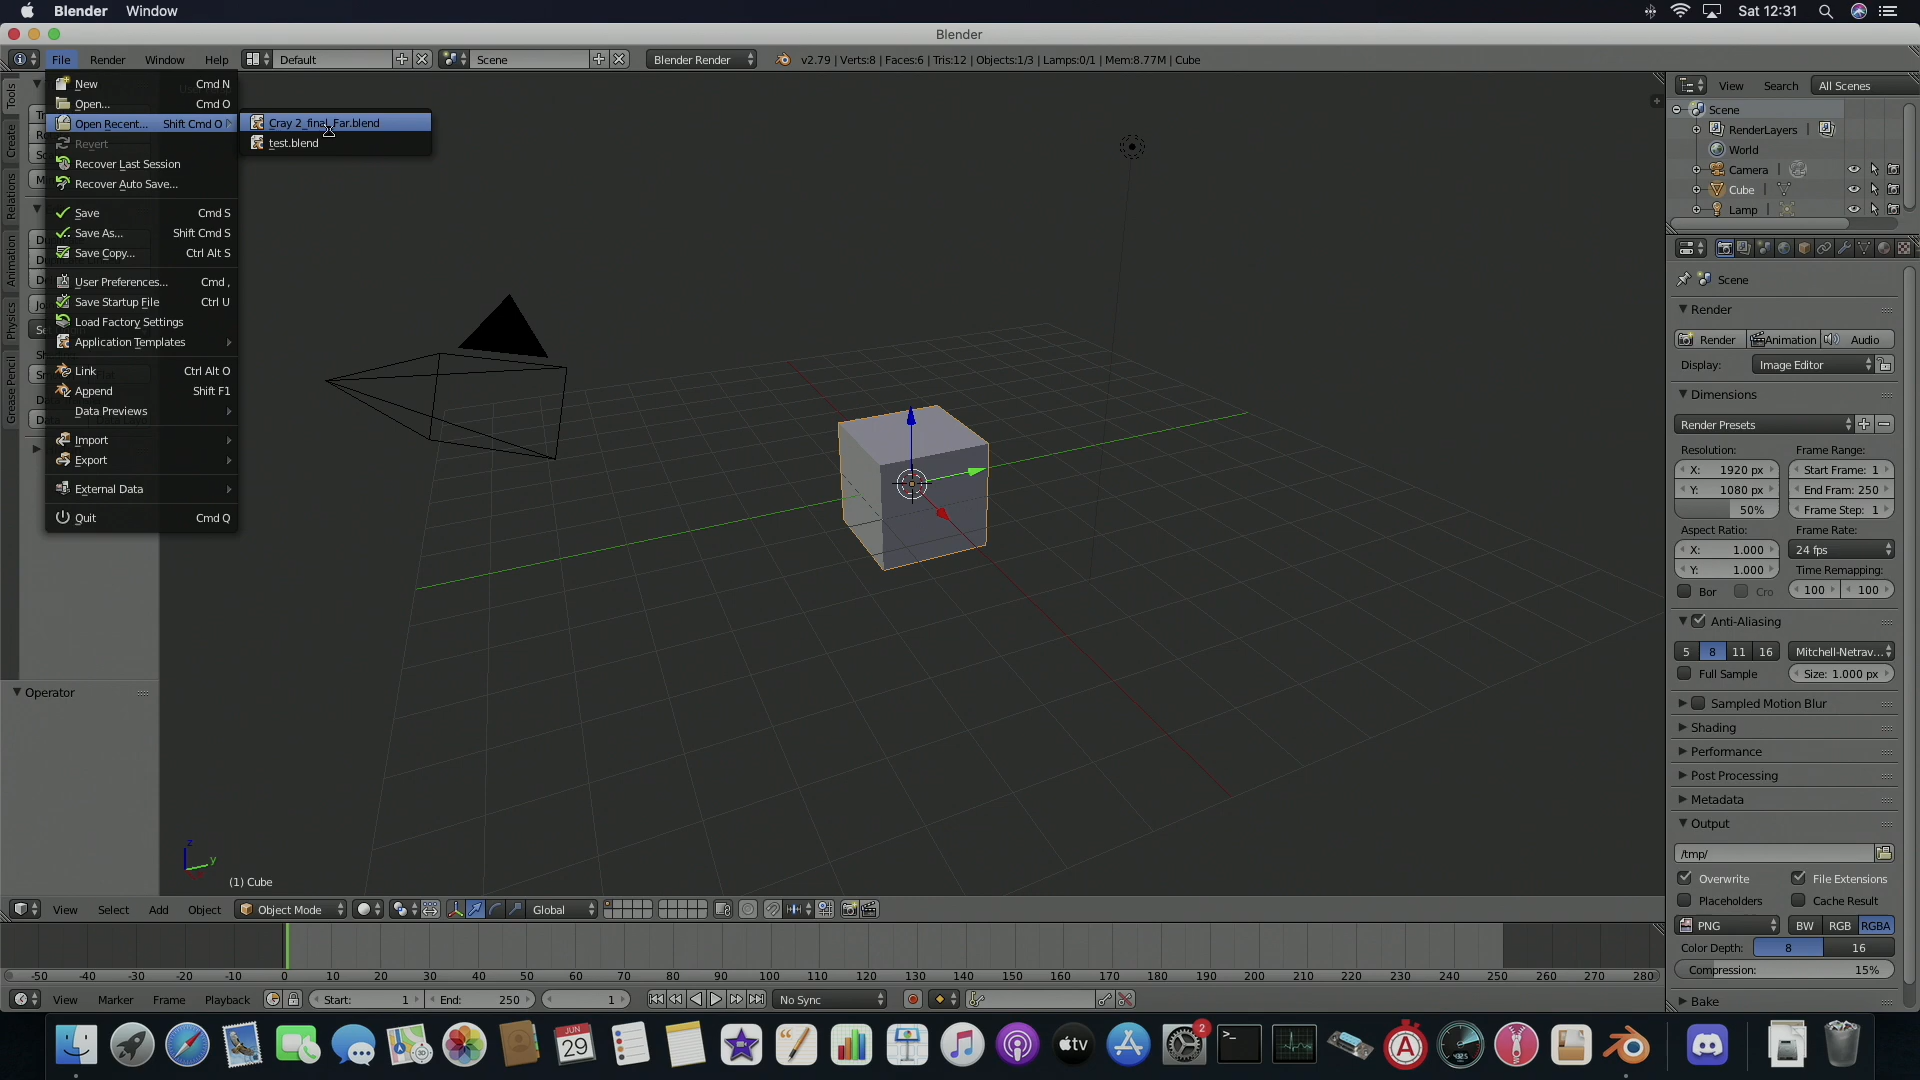 Blender Window Sat 12:31
Blender
File Render Window Help Default Scene Blender Render v2.79 | Verts:8 | Faces:6 | Tris:12 | Objects:1/3 | Lamps:0/1 | Mem:8.77M | Cube
New Cmd N
Open... Cmd O
Open Recent... Shift Cmd O
Cray 2_final_Far.blend
test.blend
Revert
Recover Last Session
Recover Auto Save...
Save Cmd S
Save As... Shift Cmd S
Save Copy... Ctrl Alt S
User Preferences... Cmd ,
Save Startup File Ctrl U
Load Factory Settings
Application Templates
Link Ctrl Alt O
Append Shift F1
Data Previews
Import
Export
External Data
Quit Cmd Q
Tools
Create
Relations
Animation
Physics
Grease Pencil
Operator
z
y
(1) Cube
View Search All Scenes
Scene
RenderLayers
World
Camera
Cube
Lamp
Scene
Render
Render Animation Audio
Display: Image Editor
Dimensions
Render Presets
Resolution: Frame Range:
X: 1920 px Start Frame: 1
Y: 1080 px End Fram: 250
50% Frame Step: 1
Aspect Ratio: Frame Rate:
X: 1.000 24 fps
Y: 1.000 Time Remapping:
Bor Cro 100 100
Anti-Aliasing
5 8 11 16 Mitchell-Netrav...
Full Sample Size: 1.000 px
Sampled Motion Blur
Shading
Performance
Post Processing
Metadata
Output
/tmp/
Overwrite File Extensions
Placeholders Cache Result
PNG BW RGB RGBA
Color Depth: 8 16
Compression: 15%
Bake
View Select Add Object Object Mode Global
-50 -40 -30 -20 -10 0 10 20 30 40 50 60 70 80 90 100 110 120 130 140 150 160 170 180 190 200 210 220 230 240 250 260 270 280
View Marker Frame Playback Start: 1 End: 250 1 No Sync
JUN
29
3D
tv
2
>_